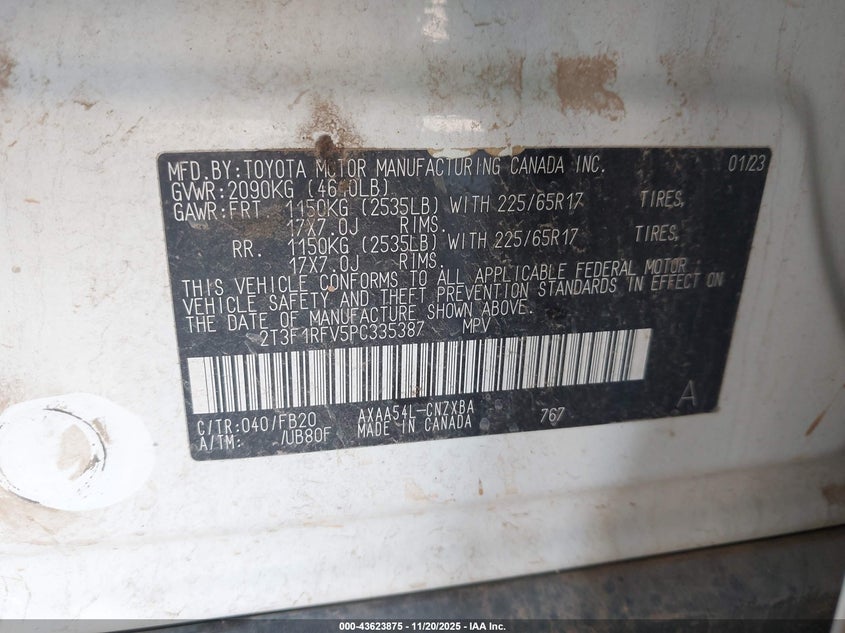 MFD.BY:TOYOTA MOTOR MANUFACTURING CANADA INC. 01/23
GVWR:2090KG
GAWR:FRT 1150KG (2535LB) WITH 225/65R17 TIRES,
17X7.0J RIMS.
RR. 1150KG (2535LB) WITH 225/65R17 TIRES,
17X7.0J RIMS.
THIS VEHICLE CONFORMS TO ALL APPLICABLE FEDERAL MOTOR
VEHICLE SAFETY AND THEFT PREVENTION STANDARDS IN EFFECT ON
THE DATE OF MANUFACTURE SHOWN ABOVE.
2T3F1RFV5PC335387 MPV
C/TR:040/FB20 AXAA54L-CNZXBA 767 A
A/TM: /UB80F MADE IN CANADA
000-43623875 - 11/20/2025 - IAA Inc.